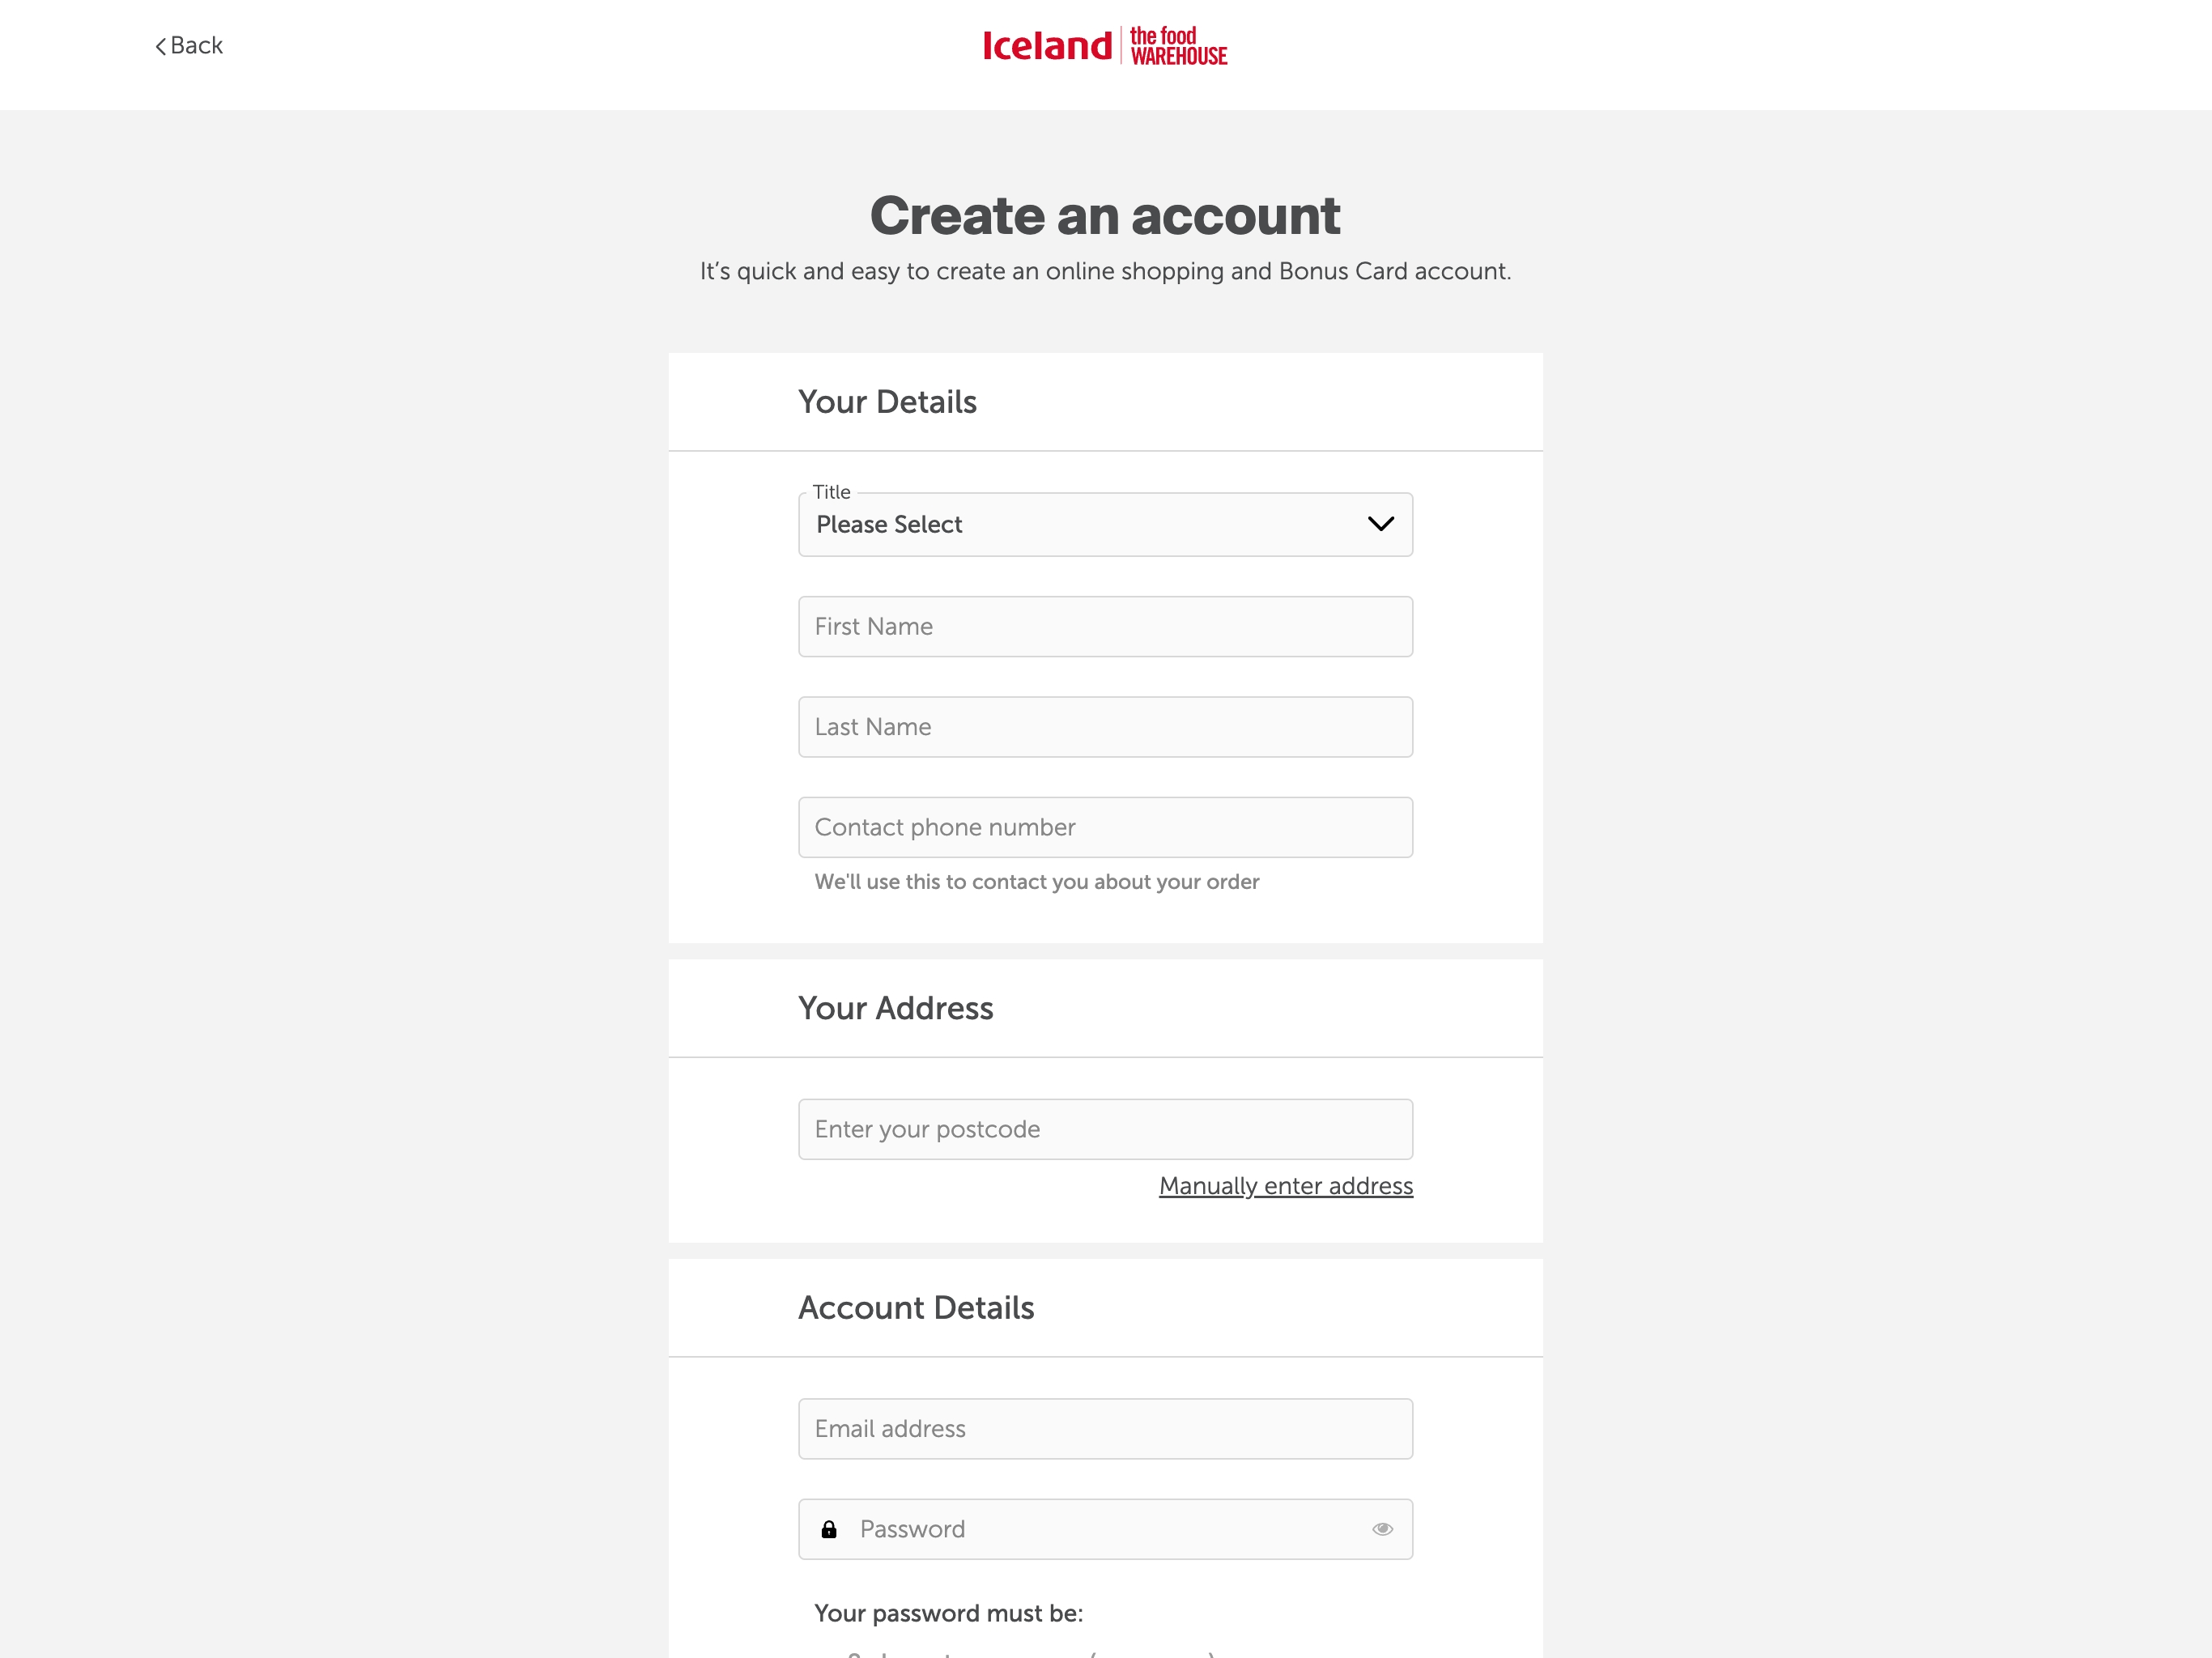 Back
Iceland
the food
WAREHOUSE
Create an account
It's quick and easy to create an online shopping and Bonus Card account.
Your Details
Title
Please Select
First Name
Last Name
Contact phone number
We'll use this to contact you about your order
Your Address
Enter your postcode
Manually enter address
Account Details
Email address
Password
Your password must be: